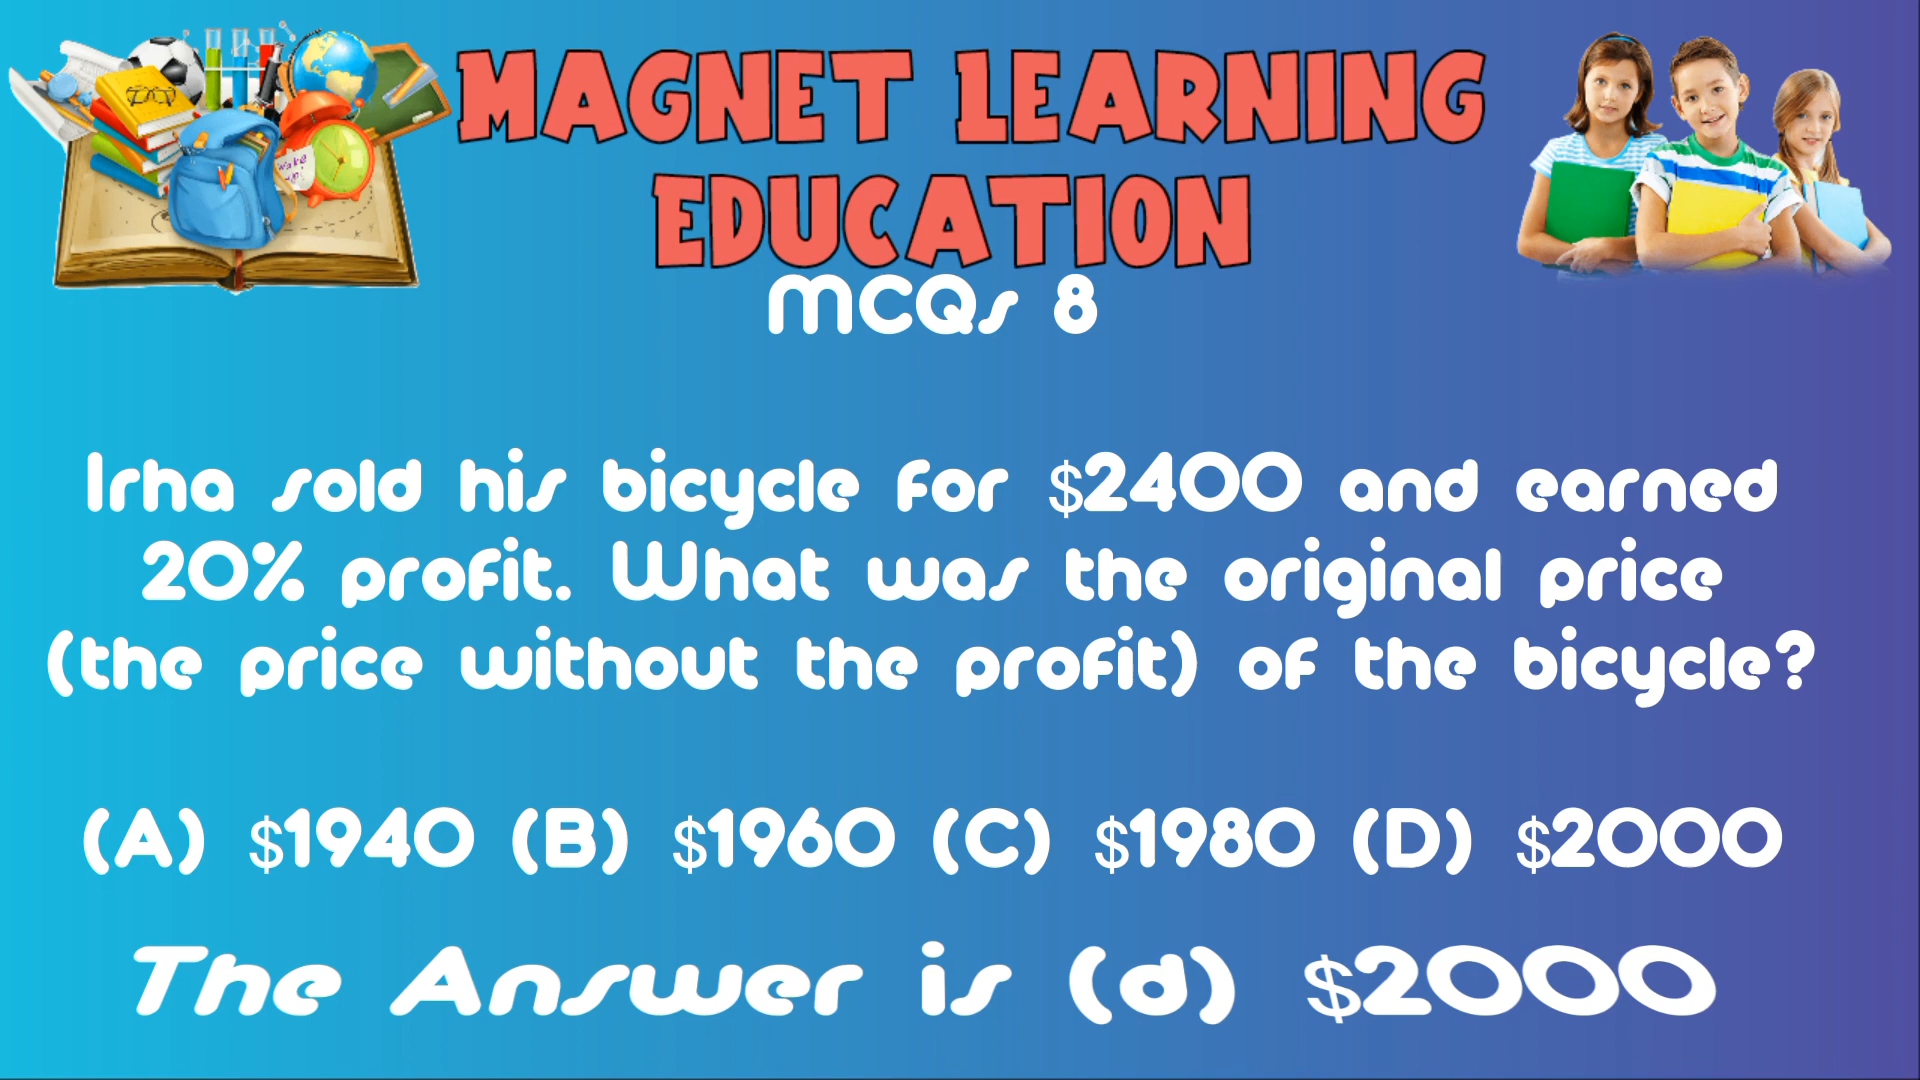 MAGNET LEARNING
EDUCATION
MCQs 8
Irha sold his bicycle for $2400 and earned
20% profit. What was the original price
(the price without the profit) of the bicycle?
(A) $1940 (B) $1960 (C) $1980 (D) $2000
The Answer is (d) $2000